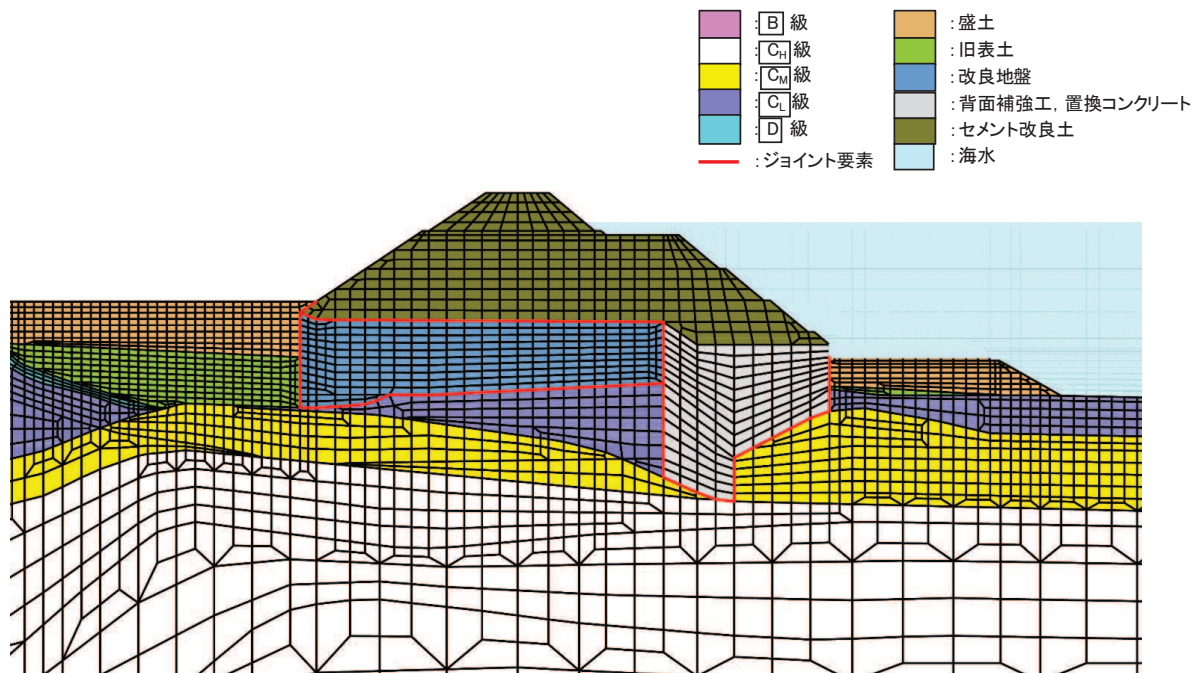 : B 級
: CH 級
: CM 級
: CL 級
: D 級
: ジョイント要素
: 盛土
: 旧表土
: 改良地盤
: 背面補強工, 置換コンクリート
: セメント改良土
: 海水